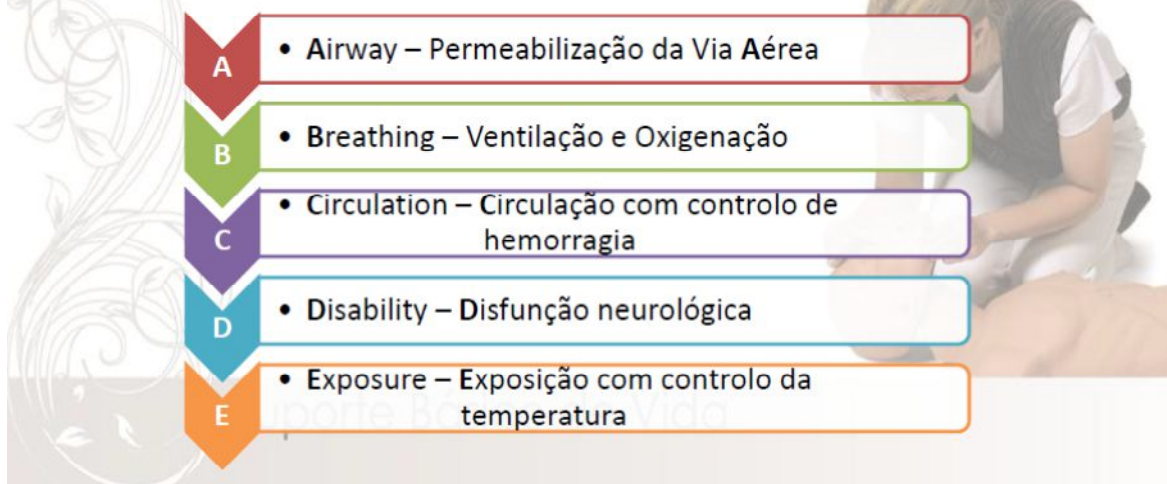 A
• Airway – Permeabilização da Via Aérea
B
• Breathing – Ventilação e Oxigenação
C
• Circulation – Circulação com controlo de
hemorragia
D
• Disability – Disfunção neurológica
E
• Exposure – Exposição com controlo da
temperatura
Vida